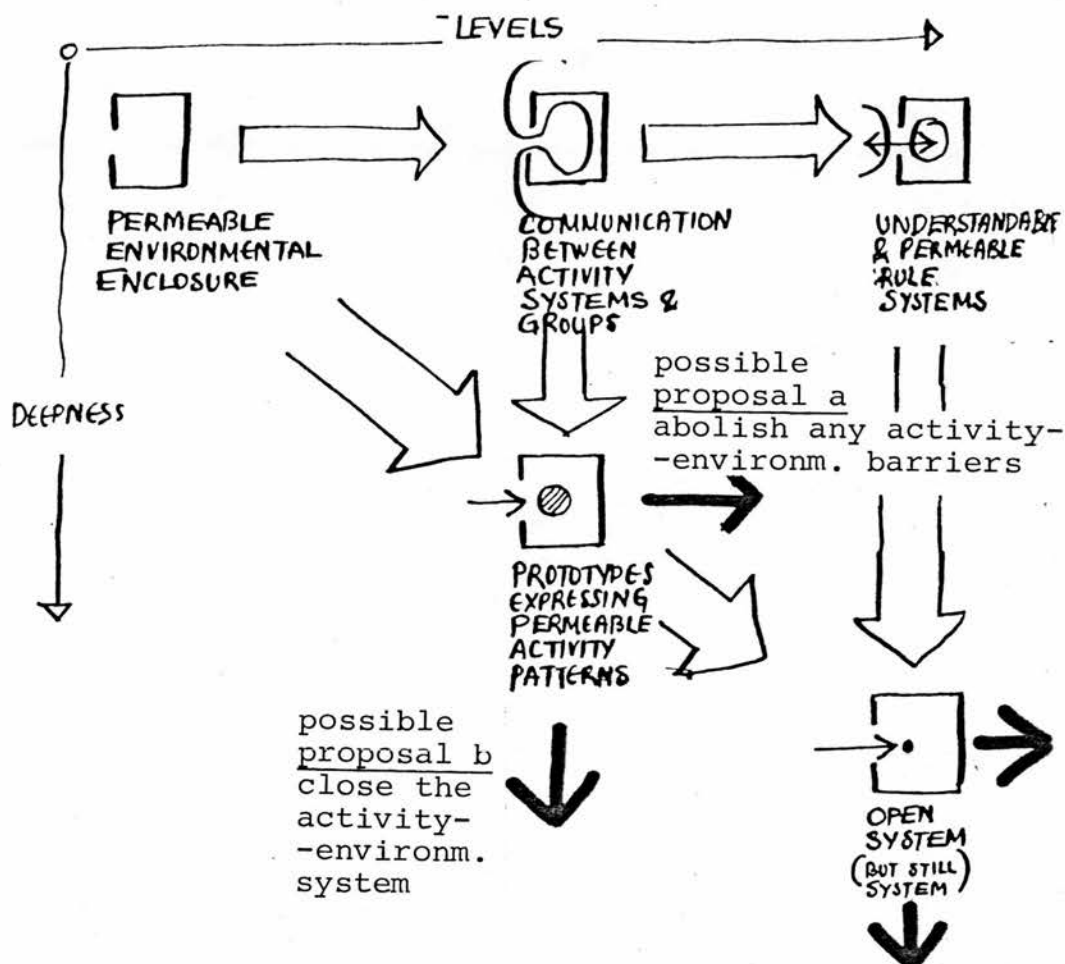 LEVELS
PERMEABLE
ENVIRONMENTAL
ENCLOSURE
COMMUNICATION
BETWEEN
ACTIVITY
SYSTEMS &
GROUPS
UNDERSTANDABLE
& PERMEABLE
RULE
SYSTEMS
DEEPNESS
possible
proposal a
abolish any activity-
-environm. barriers
PROTOTYPES
EXPRESSING
PERMEABLE
ACTIVITY
PATTERNS
possible
proposal b
close the
activity-
-environm.
system
OPEN
SYSTEM
(BUT STILL)
SYSTEM